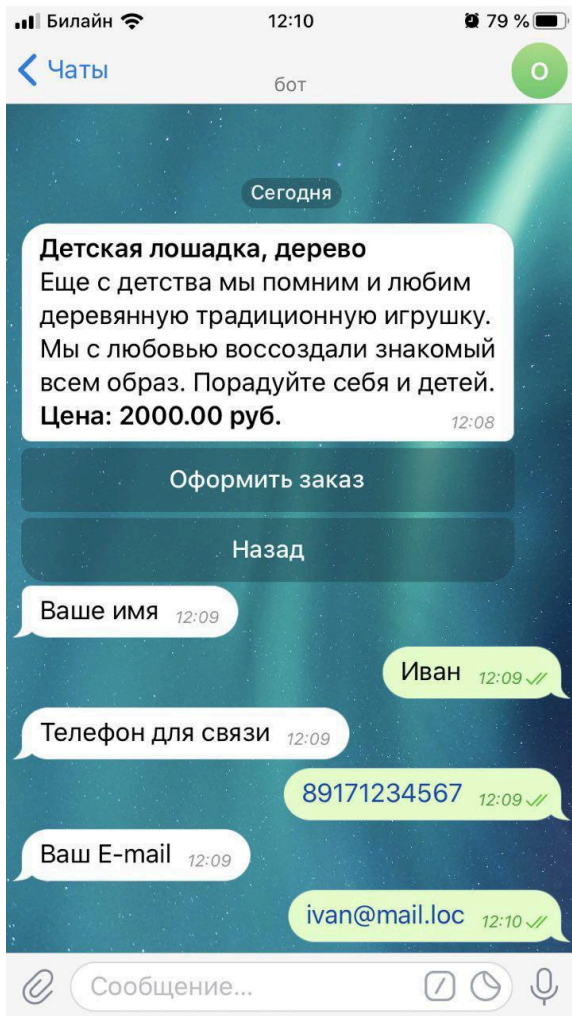 Билайн 12:10 79 %
Чаты
бот
О
Сегодня
Детская лошадка, дерево
Еще с детства мы помним и любим
деревянную традиционную игрушку.
Мы с любовью воссоздали знакомый
всем образ. Порадуйте себя и детей.
Цена: 2000.00 руб. 12:08
Оформить заказ
Назад
Ваше имя 12:09
Иван 12:09
Телефон для связи 12:09
89171234567 12:09
Ваш E-mail 12:09
ivan@mail.loc 12:10
Сообщение...